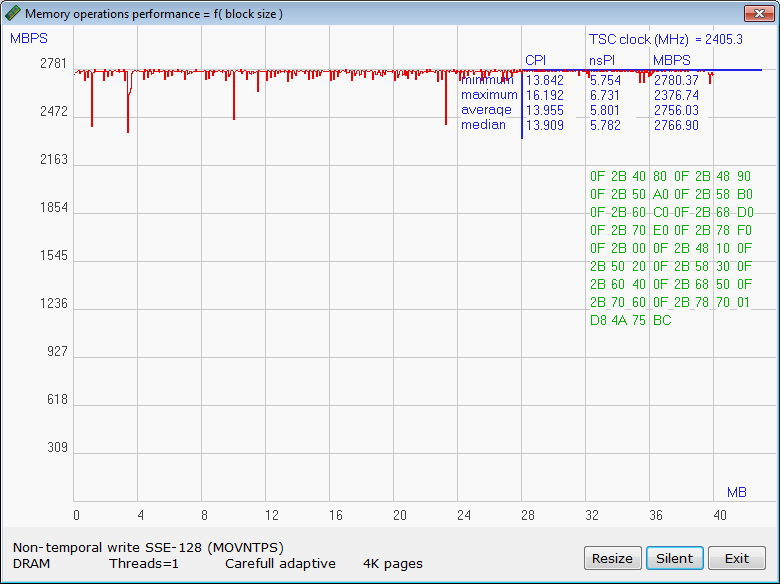 Memory operations performance = f( block size )
MBPS
TSC clock (MHz) = 2405.3
CPI nsPI MBPS
minimum 13.842 5.754 2780.37
maximum 16.192 6.731 2376.74
average 13.955 5.801 2756.03
median 13.909 5.782 2766.90
2781
2472
2163
1854
1545
1236
927
618
309
0F 2B 40 80 0F 2B 48 90
0F 2B 50 A0 0F 2B 58 B0
0F 2B 60 C0 0F 2B 68 D0
0F 2B 70 E0 0F 2B 78 F0
0F 2B 00 0F 2B 48 10 0F
2B 50 20 0F 2B 58 30 0F
2B 60 40 0F 2B 68 50 0F
2B 70 60 0F 2B 78 70 01
D8 4A 75 BC
MB
0 4 8 12 16 20 24 28 32 36 40
Non-temporal write SSE-128 (MOVNTPS)
DRAM Threads=1 Carefull adaptive 4K pages
Resize Silent Exit